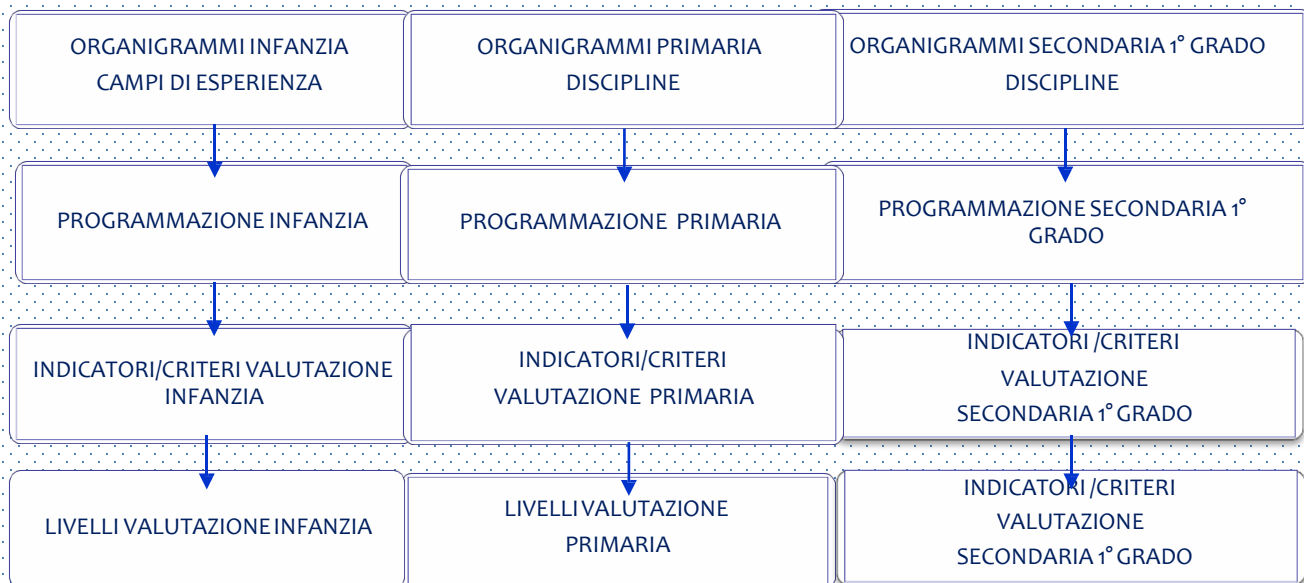 ORGANIGRAMMI INFANZIA
CAMPI DI ESPERIENZA
ORGANIGRAMMI PRIMARIA
DISCIPLINE
ORGANIGRAMMI SECONDARIA 1° GRADO
DISCIPLINE
PROGRAMMAZIONE INFANZIA
PROGRAMMAZIONE PRIMARIA
PROGRAMMAZIONE SECONDARIA 1°
GRADO
INDICATORI/CRITERI VALUTAZIONE
INFANZIA
INDICATORI/CRITERI
VALUTAZIONE PRIMARIA
INDICATORI /CRITERI
VALUTAZIONE
SECONDARIA 1° GRADO
LIVELLI VALUTAZIONE INFANZIA
LIVELLI VALUTAZIONE
PRIMARIA
INDICATORI /CRITERI
VALUTAZIONE
SECONDARIA 1° GRADO